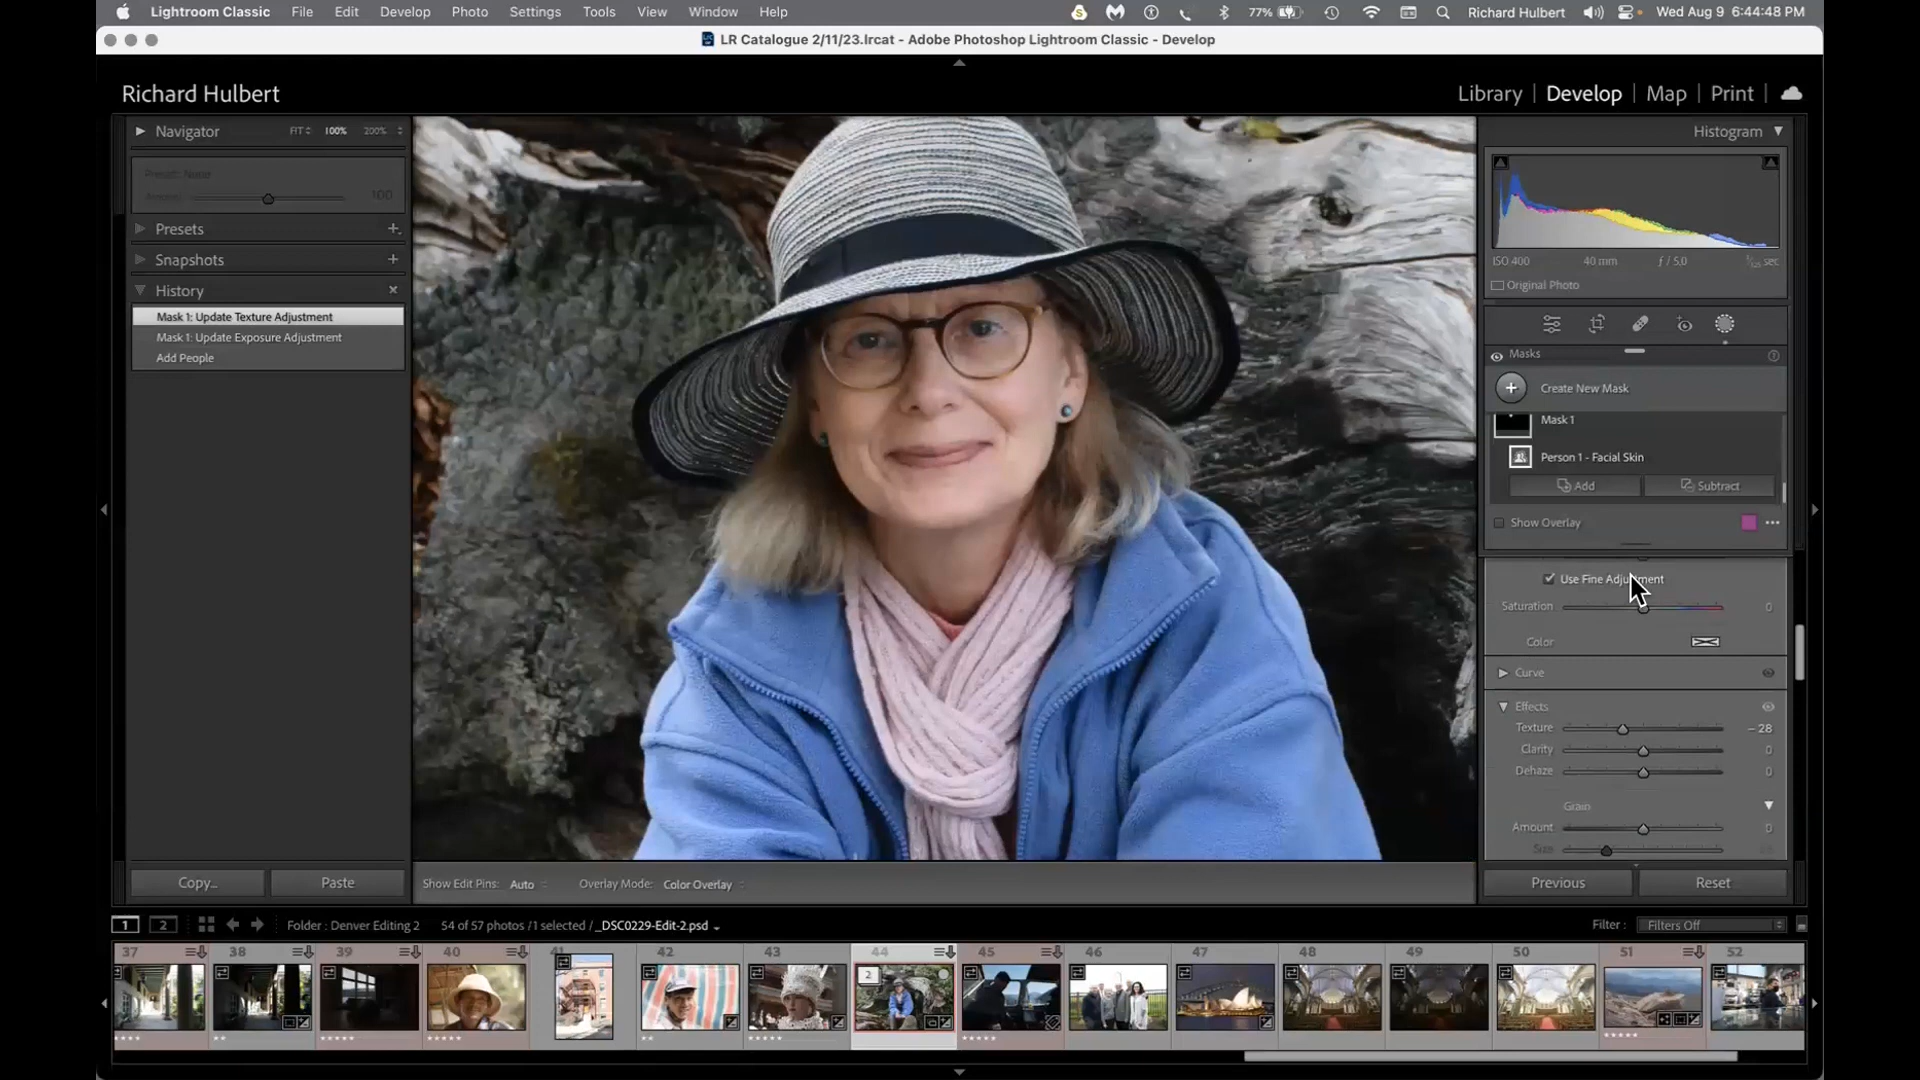 Lightroom Classic File Edit Develop Photo Settings Tools View Window Help 77% Richard Hulbert Wed Aug 9 6:44:48 PM
LR Catalogue 2/11/23.lrcat - Adobe Photoshop Lightroom Classic - Develop
Richard Hulbert Library | Develop | Map | Print |
Navigator FIT 100% 200%
Histogram
Preset: None
100
Presets
Snapshots
History
Mask 1: Update Texture Adjustment
Mask 1: Update Exposure Adjustment
Add People
ISO 400 40 mm ƒ / 5.0 sec
Original Photo
Masks
Create New Mask
Mask 1
Person 1 - Facial Skin
Add Subtract
Show Overlay
Use Fine Adjustment
Saturation 0
Color
Curve
Effects
Texture – 28
Clarity 0
Dehaze 0
Grain
Amount 0
Size
Copy... Paste
Show Edit Pins: Auto Overlay Mode: Color Overlay
Previous Reset
1 2 Folder : Denver Editing 2 54 of 57 photos /1 selected / _DSC0229-Edit-2.psd Filter : Filters Off
37 38 39 40 41 42 43 44 45 46 47 48 49 50 51 52
2